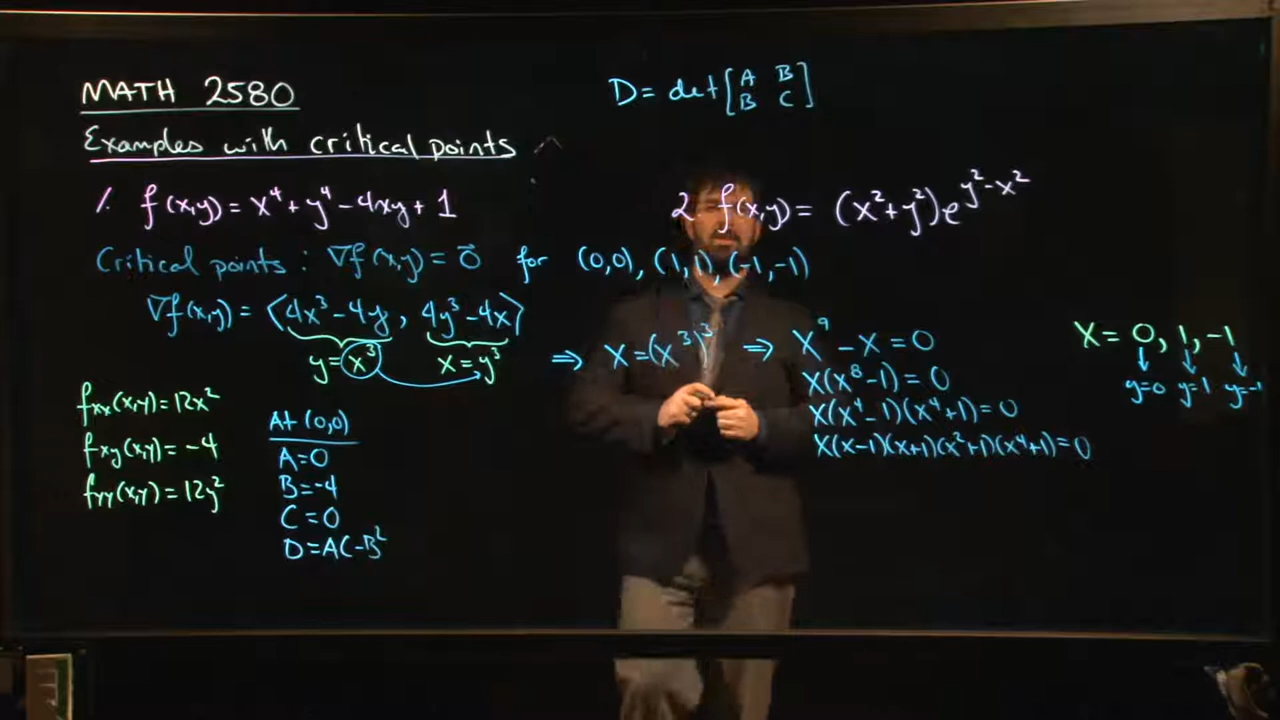 MATH 2580
D = det [A B
B C]
Examples with critical points
1. f(x,y) = x⁴ + y⁴ - 4xy + 1
2. f(x,y) = (x² + y²)e^{y²-x²}
Critical points : ∇f(x,y) = 0⃗ for (0,0), (1,1), (-1,-1)
∇f(x,y) = ⟨4x³ - 4y, 4y³ - 4x⟩
y = x³ x = y³
⇒ x = (x³)³ ⇒ x⁹ - x = 0
x(x⁸ - 1) = 0
x(x⁴ - 1)(x⁴ + 1) = 0
x(x-1)(x+1)(x²+1)(x⁴+1) = 0
x = 0, 1, -1
↓ ↓ ↓
y=0 y=1 y=-1
fxx(x,y) = 12x²
fxy(x,y) = -4
fyy(x,y) = 12y²
At (0,0)
A = 0
B = -4
C = 0
D = AC - B²